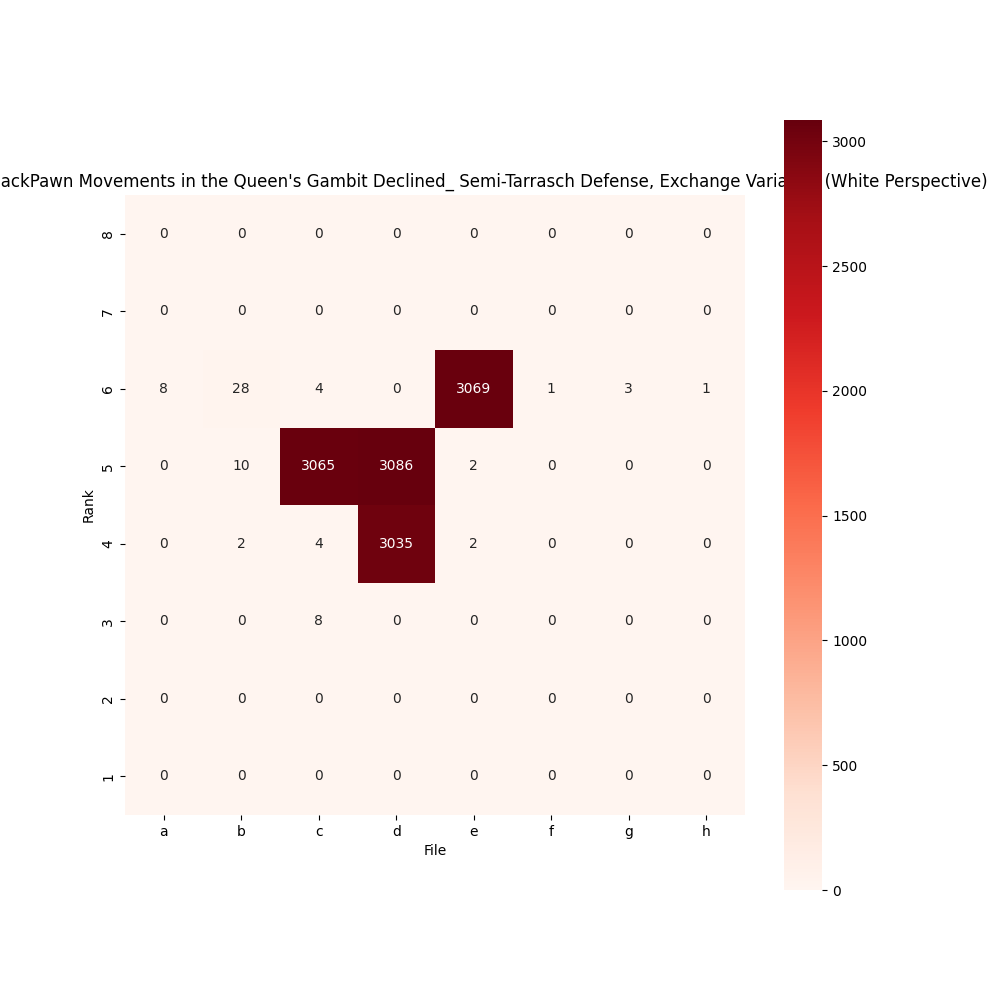 ackPawn Movements in the Queen's Gambit Declined_ Semi-Tarrasch Defense, Exchange Varia (White Perspective)
8 0 0 0 0 0 0 0 0
7 0 0 0 0 0 0 0 0
6 8 28 4 0 3069 1 3 1
5 0 10 3065 3086 2 0 0 0
4 0 2 4 3035 2 0 0 0
3 0 0 8 0 0 0 0 0
2 0 0 0 0 0 0 0 0
1 0 0 0 0 0 0 0 0
a b c d e f g h
File
Rank
3000
2500
2000
1500
1000
500
0